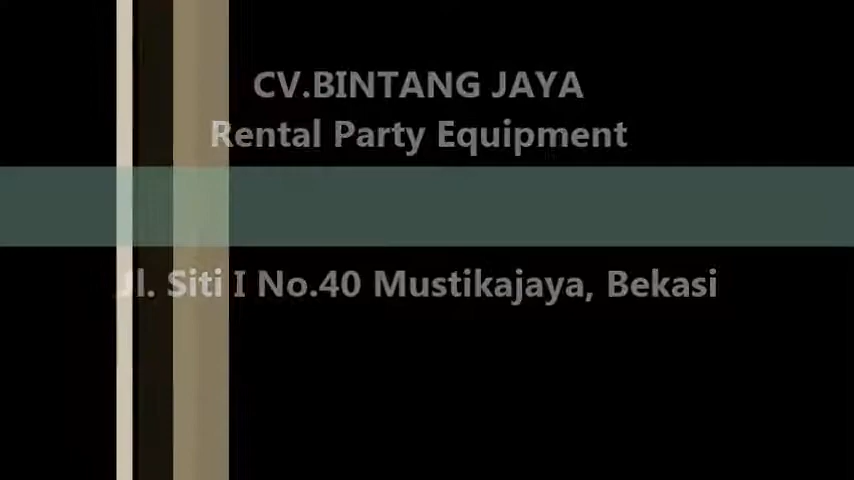 CV.BINTANG JAYA
Rental Party Equipment
Jl. Siti I No.40 Mustikajaya, Bekasi